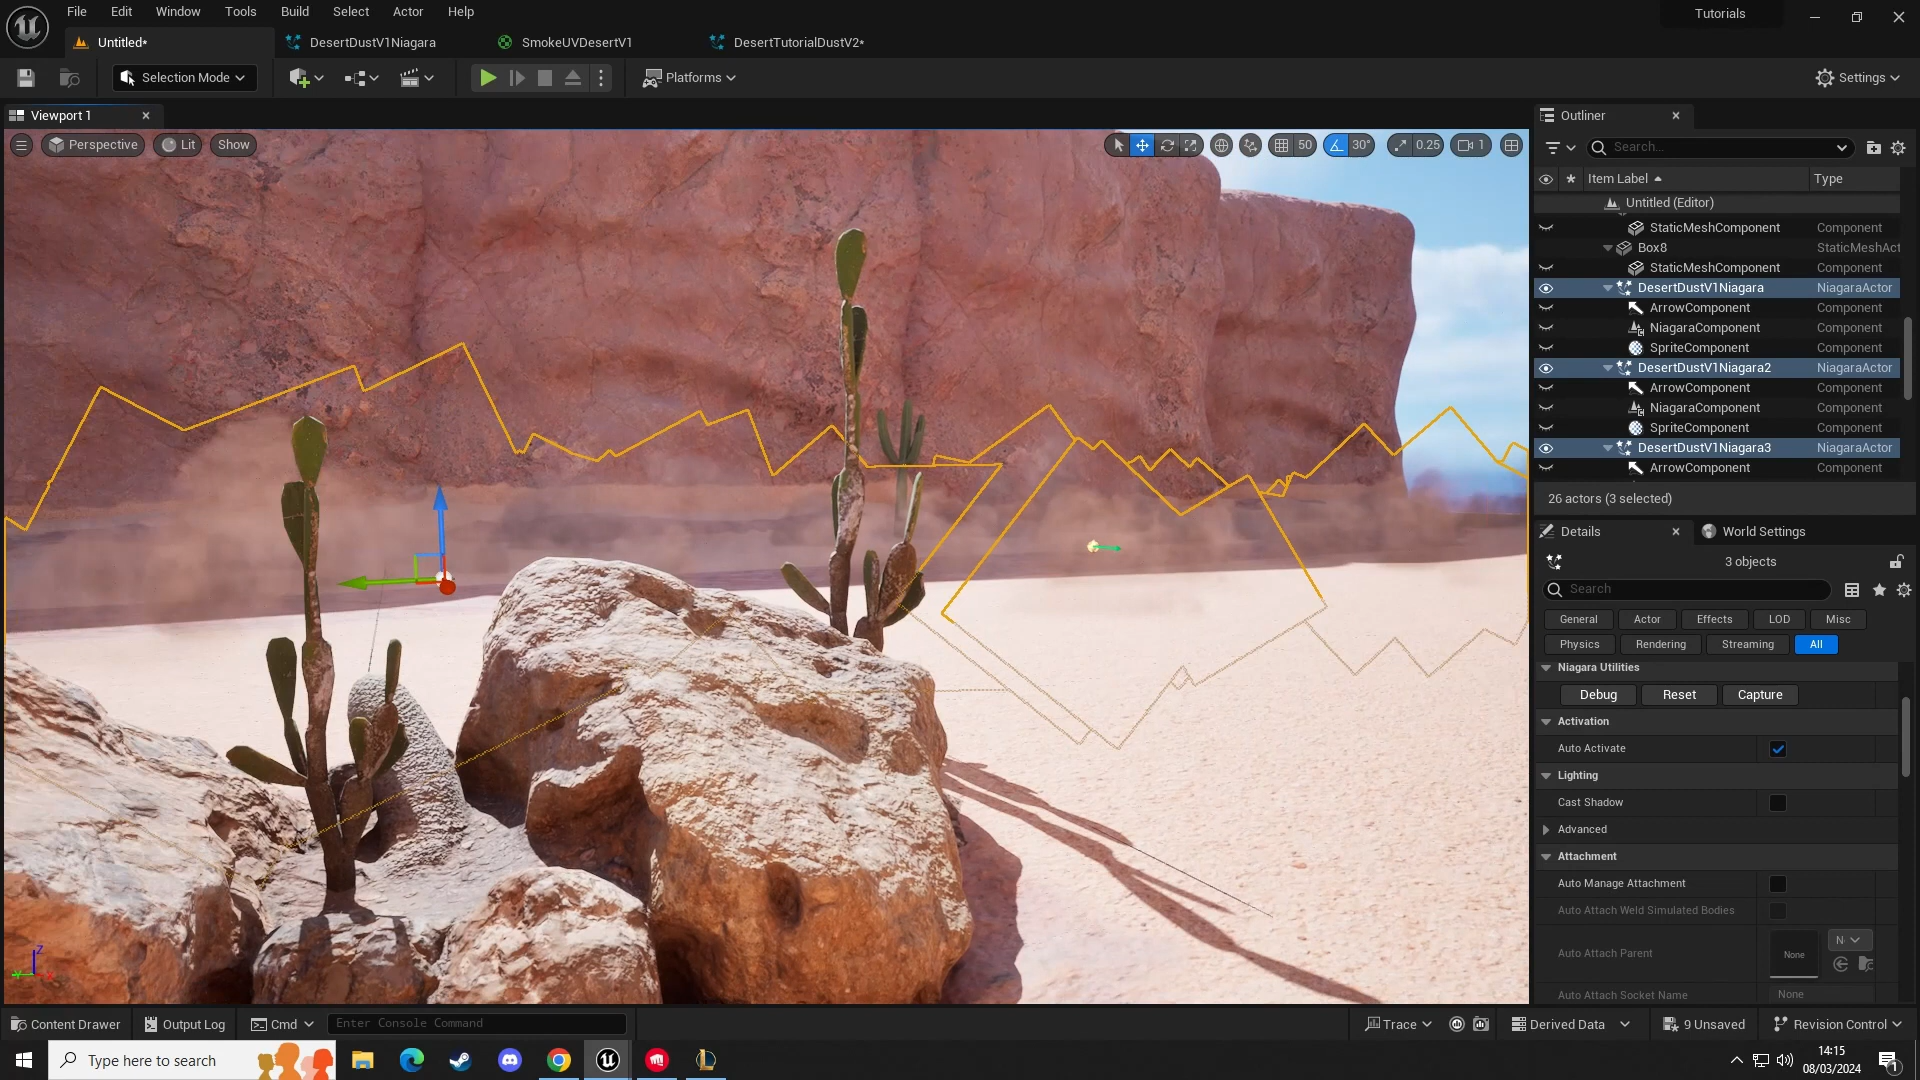 File Edit Window Tools Build Select Actor Help
Tutorials
Untitled* DesertDustV1Niagara SmokeUVDesertV1 DesertTutorialDustV2*
Selection Mode Platforms Settings
Viewport 1
Outliner
Perspective Lit Show
50 30° 0.25 1
Search...
Item Label Type
Untitled (Editor)
StaticMeshComponent Component
Box8 StaticMeshAct
StaticMeshComponent Component
DesertDustV1Niagara NiagaraActor
ArrowComponent Component
NiagaraComponent Component
SpriteComponent Component
DesertDustV1Niagara2 NiagaraActor
ArrowComponent Component
NiagaraComponent Component
SpriteComponent Component
DesertDustV1Niagara3 NiagaraActor
ArrowComponent Component
26 actors (3 selected)
Details World Settings
3 objects
Search
General Actor Effects LOD Misc
Physics Rendering Streaming All
Niagara Utilities
Debug Reset Capture
Activation
Auto Activate
Lighting
Cast Shadow
Advanced
Attachment
Auto Manage Attachment
Auto Attach Weld Simulated Bodies
Auto Attach Parent None N
Auto Attach Socket Name None
Z
Content Drawer Output Log Cmd Enter Console Command Trace Derived Data 9 Unsaved Revision Control
Type here to search
14:15
08/03/2024
1